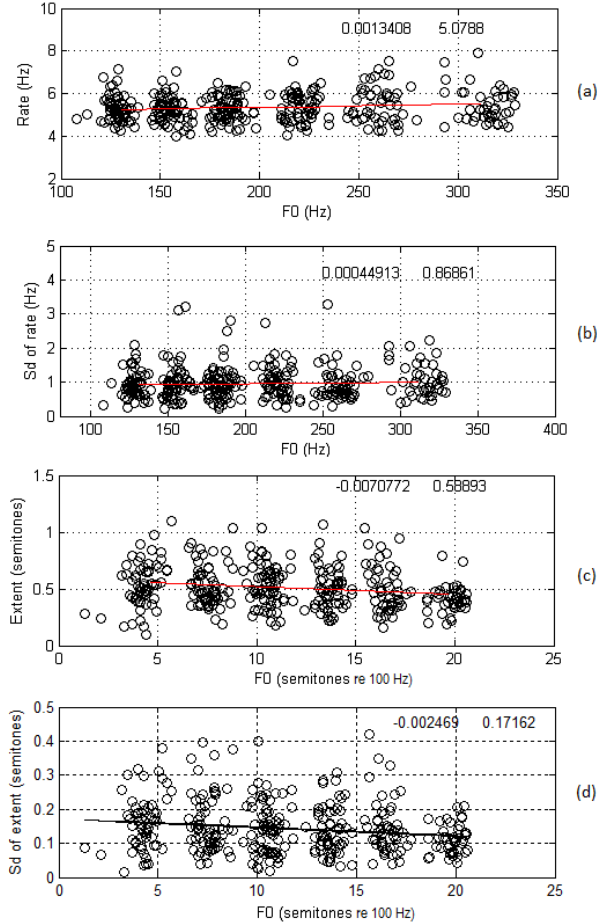 10
8
6
4
2
Rate (Hz)
0.0013408 5.0788
100 150 200 250 300 350
F0 (Hz)
(a)
5
4
3
2
1
0
Sd of rate (Hz)
0.00044913 0.86861
100 150 200 250 300 350 400
F0 (Hz)
(b)
1.5
1
0.5
0
Extent (semitones)
-0.0070772 0.58893
0 5 10 15 20 25
F0 (semitones re 100 Hz)
(c)
0.5
0.4
0.3
0.2
0.1
0
Sd of extent (semitones)
-0.002469 0.17162
0 5 10 15 20 25
F0 (semitones re 100 Hz)
(d)